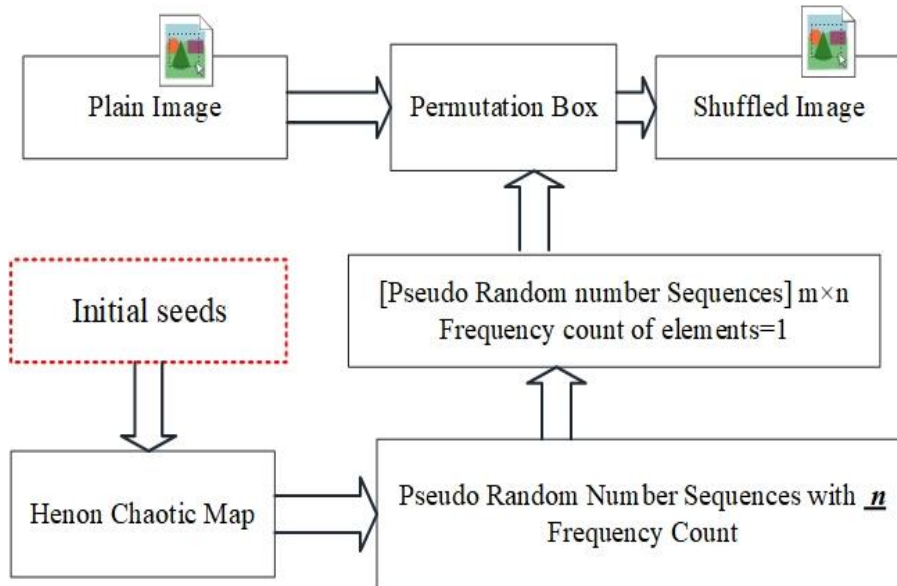 Plain Image
Permutation Box
Shuffled Image
Initial seeds
[Pseudo Random number Sequences] m×n
Frequency count of elements=1
Henon Chaotic Map
Pseudo Random Number Sequences with n
Frequency Count